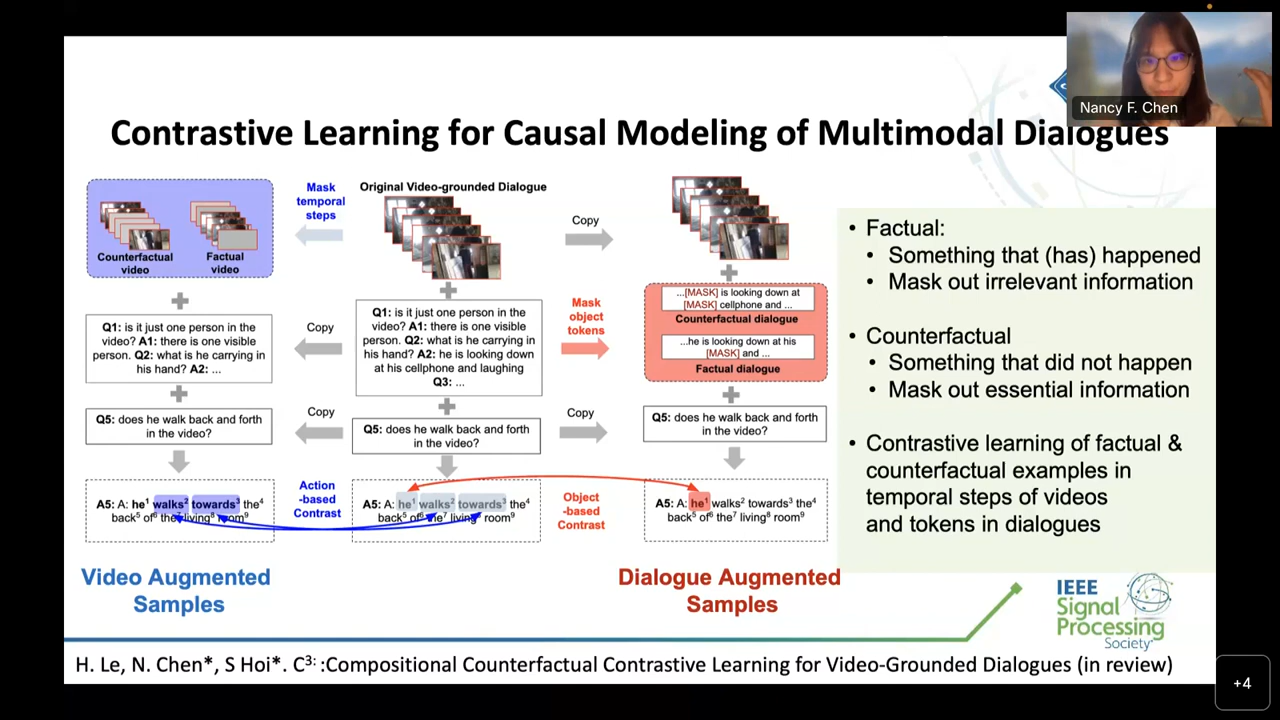 Nancy F. Chen
Contrastive Learning for Causal Modeling of Multimodal Dialogues
Mask
temporal
steps
Original Video-grounded Dialogue
Copy
Counterfactual
video
Factual
video
Q1: is it just one person in the
video? A1: there is one visible
person. Q2: what is he carrying in
his hand? A2: ...
Copy
Q1: is it just one person in the
video? A1: there is one visible
person. Q2: what is he carrying in
his hand? A2: he is looking down
at his cellphone and laughing
Q3: ...
Mask
object
tokens
...[MASK] is looking down at
[MASK] cellphone and ...
Counterfactual dialogue
...he is looking down at his
[MASK] and ...
Factual dialogue
Q5: does he walk back and forth
in the video?
Copy
Q5: does he walk back and forth
in the video?
Copy
Q5: does he walk back and forth
in the video?
A5: A: he1 walks2 towards3 the4
back5 of6 the7 living8 room9
Action
-based
Contrast
A5: A: he1 walks2 towards3 the4
back5 of6 the7 living8 room9
Object
-based
Contrast
A5: A: he1 walks2 towards3 the4
back5 of6 the7 living8 room9
Video Augmented
Samples
Dialogue Augmented
Samples
• Factual:
• Something that (has) happened
• Mask out irrelevant information
• Counterfactual
• Something that did not happen
• Mask out essential information
• Contrastive learning of factual &
counterfactual examples in
temporal steps of videos
and tokens in dialogues
IEEE
Signal
Processing
Society
H. Le, N. Chen*, S Hoi*. C3: :Compositional Counterfactual Contrastive Learning for Video-Grounded Dialogues (in review)
+4